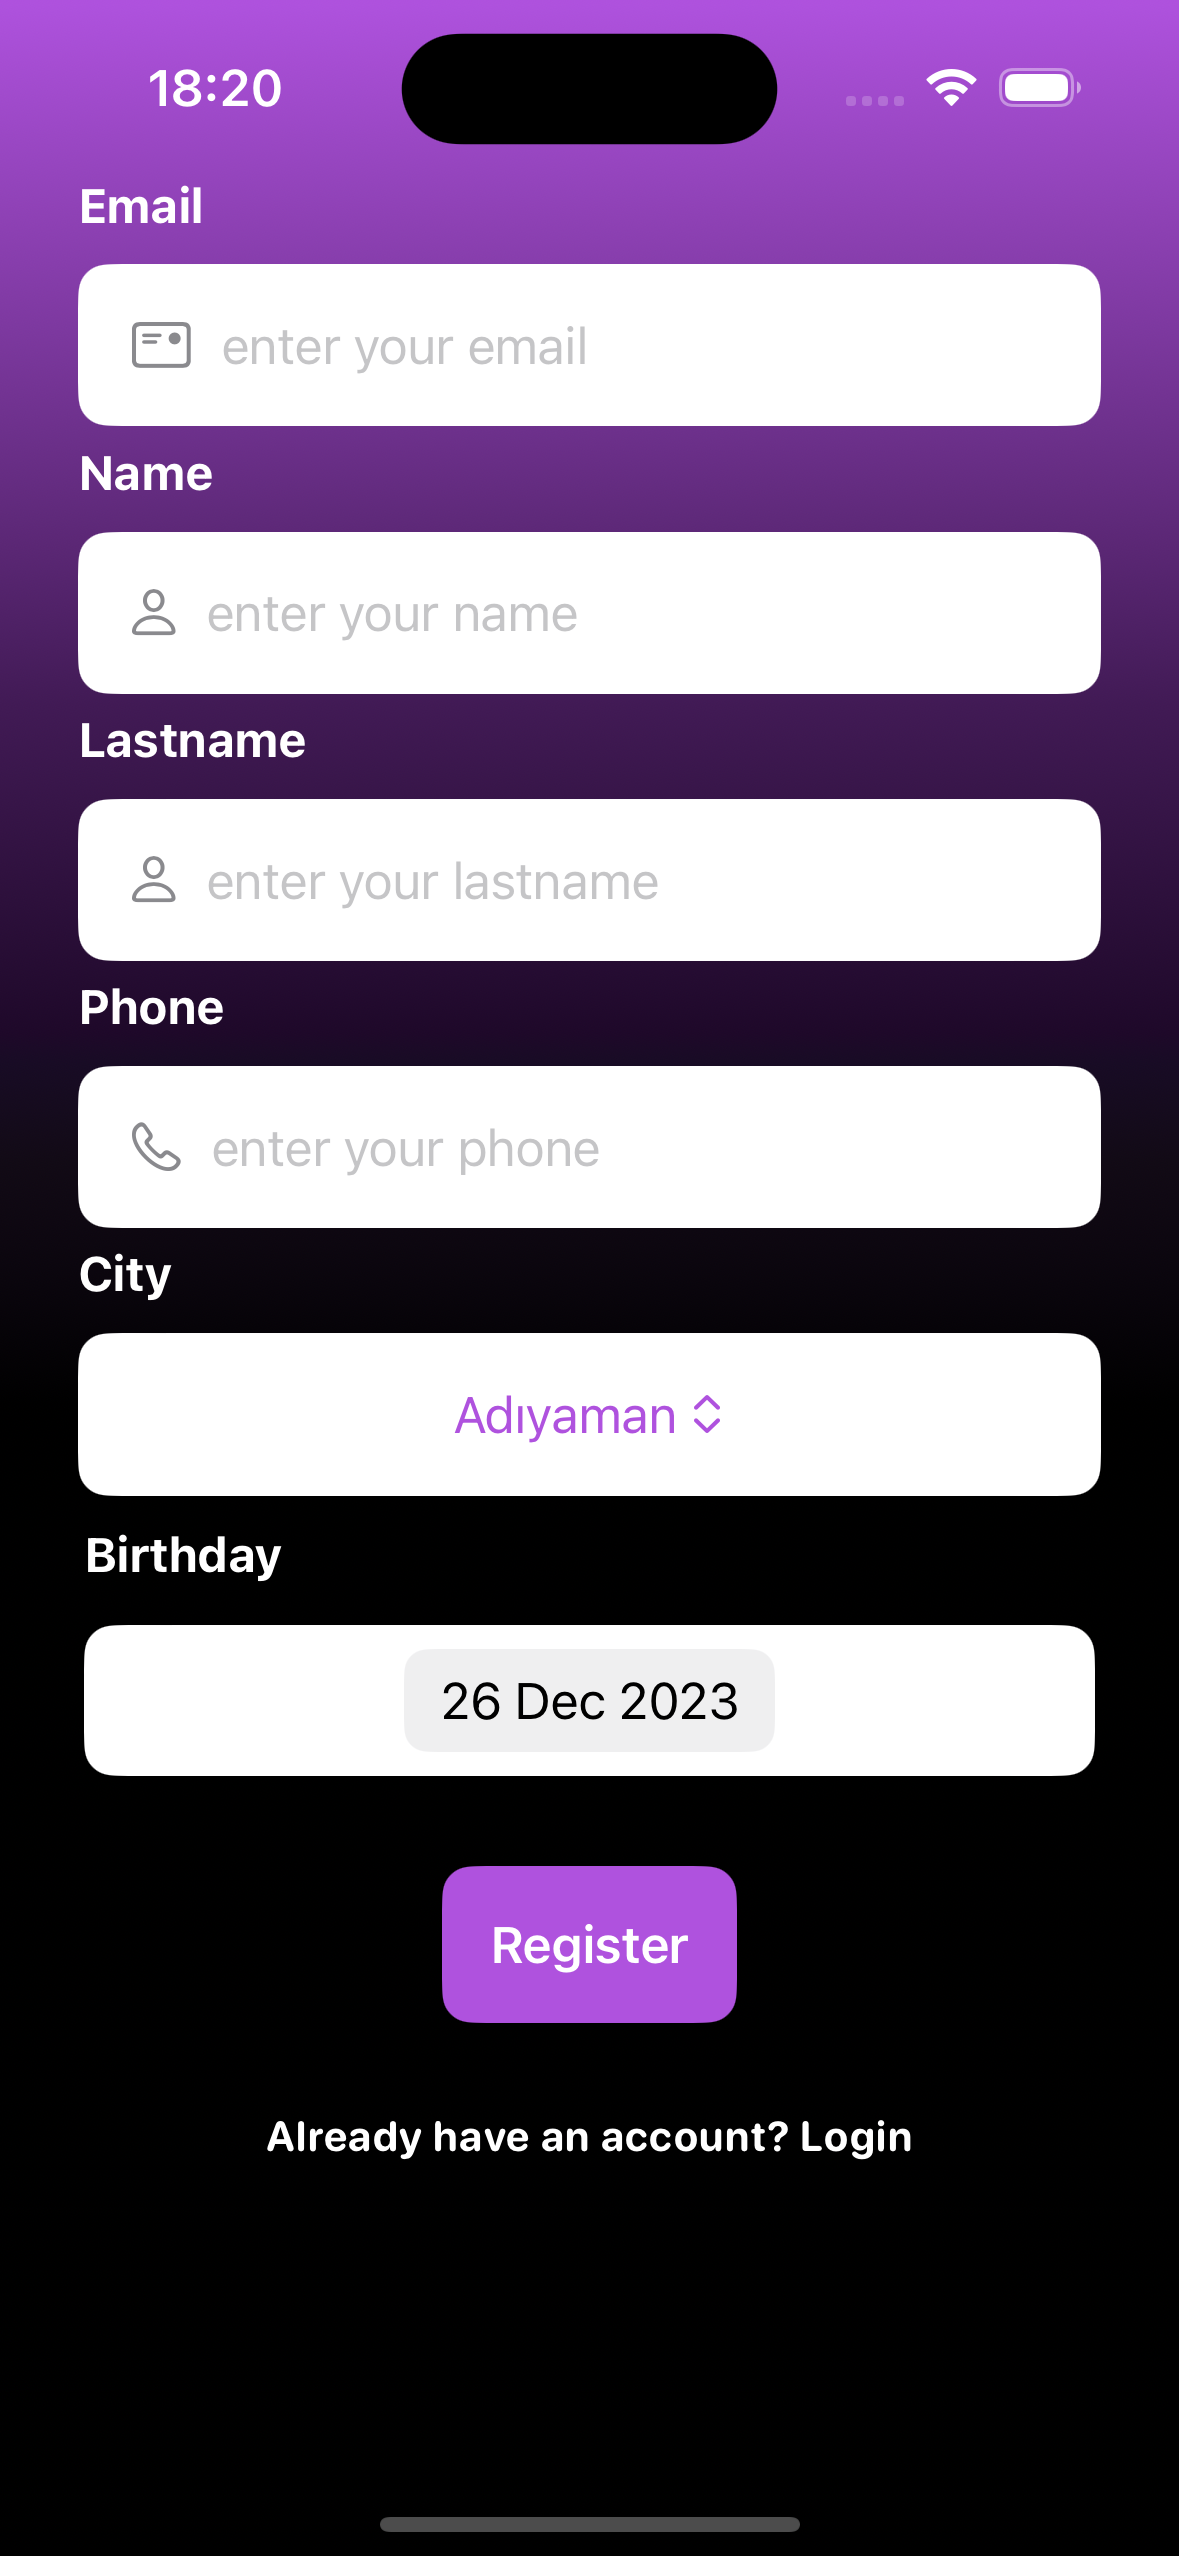 18:20
Email
enter your email
Name
enter your name
Lastname
enter your lastname
Phone
enter your phone
City
Adıyaman
Birthday
26 Dec 2023
Register
Already have an account? Login